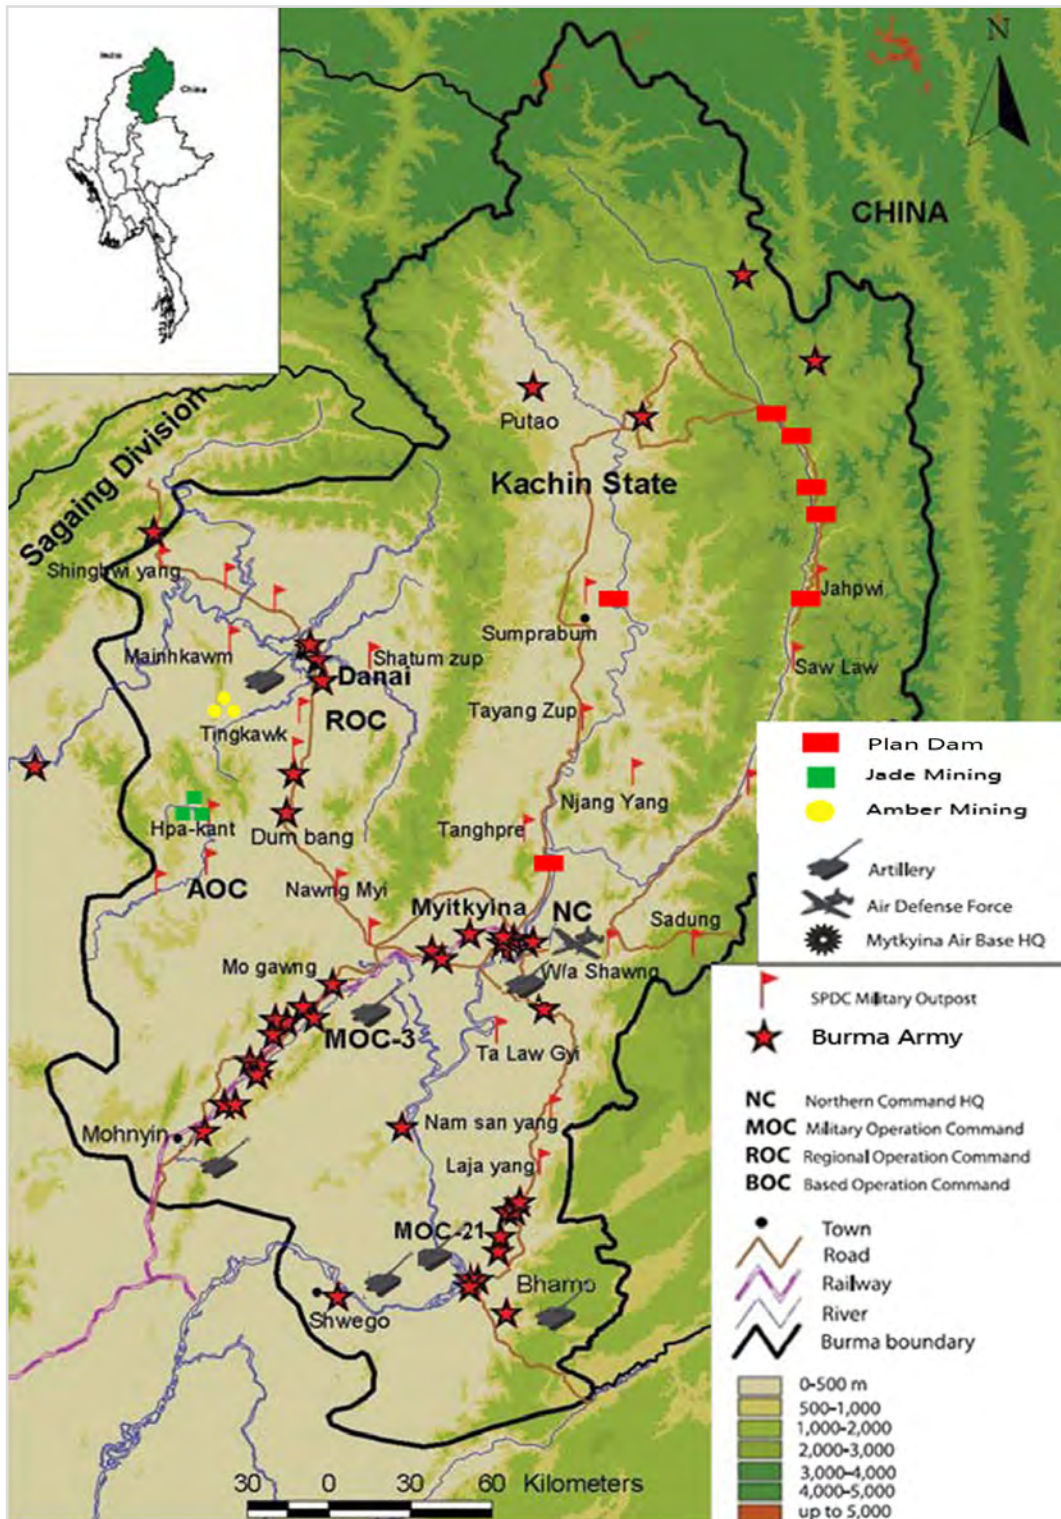 India
China
N
CHINA
Putao
Sagaing Division
Kachin State
Shinghwi yang
Jahpwi
Sumprabum
Mainhkawm
Shatum zup
Saw Law
Danai
Tingkawk
ROC
Tayang Zup
Njang Yang
Hpa-kant
Dum bang
Tanghpre
AOC
Nawng Myi
Myitkyina
NC
Sadung
Mo gawng
W/a Shawng
MOC-3
Ta Law Gyi
Mohnyin
Nam san yang
Laja yang
MOC-21
Bhamo
Shwego
30 0 30 60 Kilometers
Plan Dam
Jade Mining
Amber Mining
Artillery
Air Defense Force
Mytkyina Air Base HQ
SPDC Military Outpost
Burma Army
NC Northern Command HQ
MOC Military Operation Command
ROC Regional Operation Command
BOC Based Operation Command
Town
Road
Railway
River
Burma boundary
0-500 m
500-1,000
1,000-2,000
2,000-3,000
3,000-4,000
4,000-5,000
up to 5,000